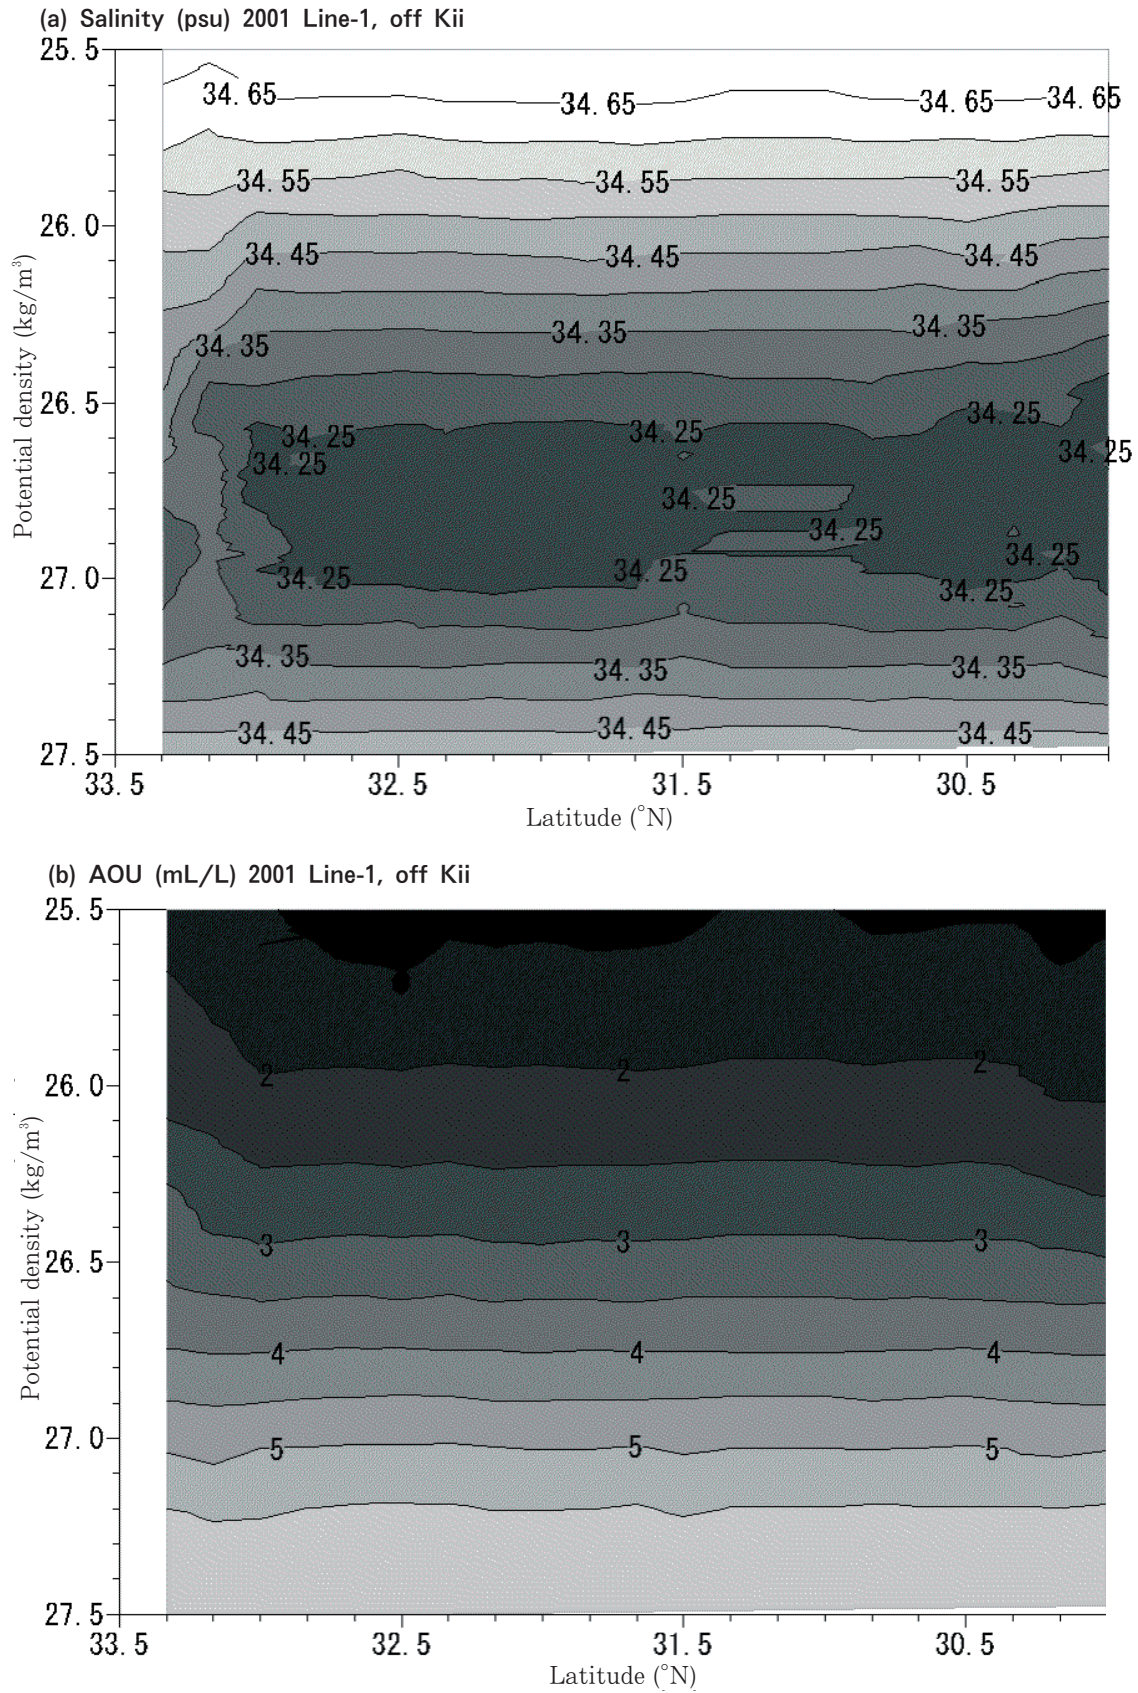 (a) Salinity (psu) 2001 Line-1, off Kii
25.5
34.65 34.65 34.65 34.65
34.55 34.55 34.55
26.0
34.45 34.45 34.45
34.35 34.35 34.35
26.5
34.25 34.25 34.25
34.25 34.25
34.25
34.25
34.25
27.0
34.25 34.25 34.25
34.35 34.35 34.35
34.45 34.45 34.45
27.5
33.5 32.5 31.5 30.5
Latitude (°N)
Potential density (kg/m³)
(b) AOU (mL/L) 2001 Line-1, off Kii
25.5
2 2 2
26.0
3 3 3
26.5
4 4 4
27.0
5 5 5
27.5
33.5 32.5 31.5 30.5
Latitude (°N)
Potential density (kg/m³)